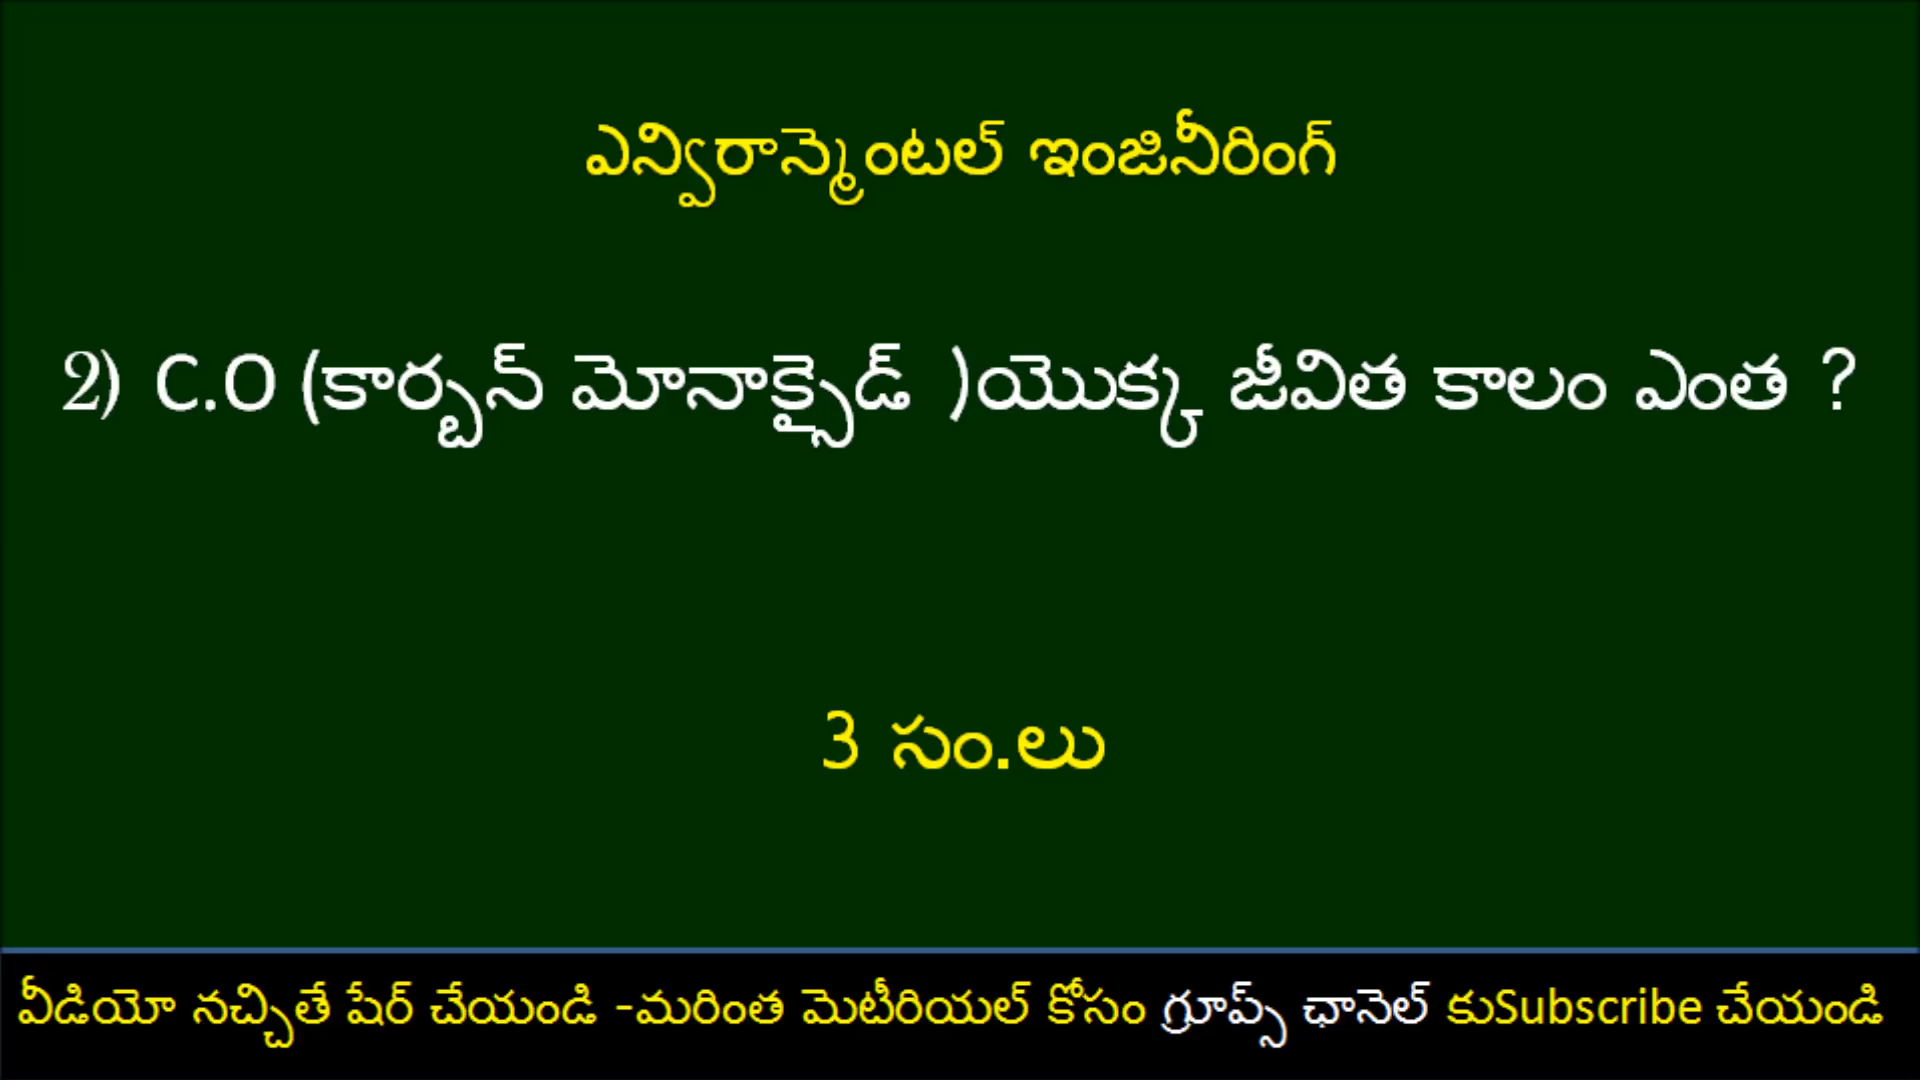 ఎన్విరాన్మెంటల్ ఇంజినీరింగ్
2) C.O (కార్బన్ మోనాక్సైడ్ )యొక్క జీవిత కాలం ఎంత ?
3 సం.లు
వీడియో నచ్చితే షేర్ చేయండి -మరింత మెటీరియల్ కోసం గ్రూప్స్ ఛానెల్ కుSubscribe చేయండి